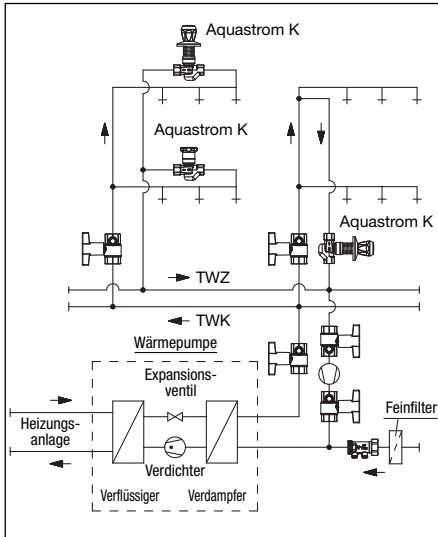 Aquastrom K
Aquastrom K
Aquastrom K
TWZ
TWK
Wärmepumpe
Expansions-
ventil
Feinfilter
Heizungs-
anlage
Verdichter
Verflüssiger
Verdampfer